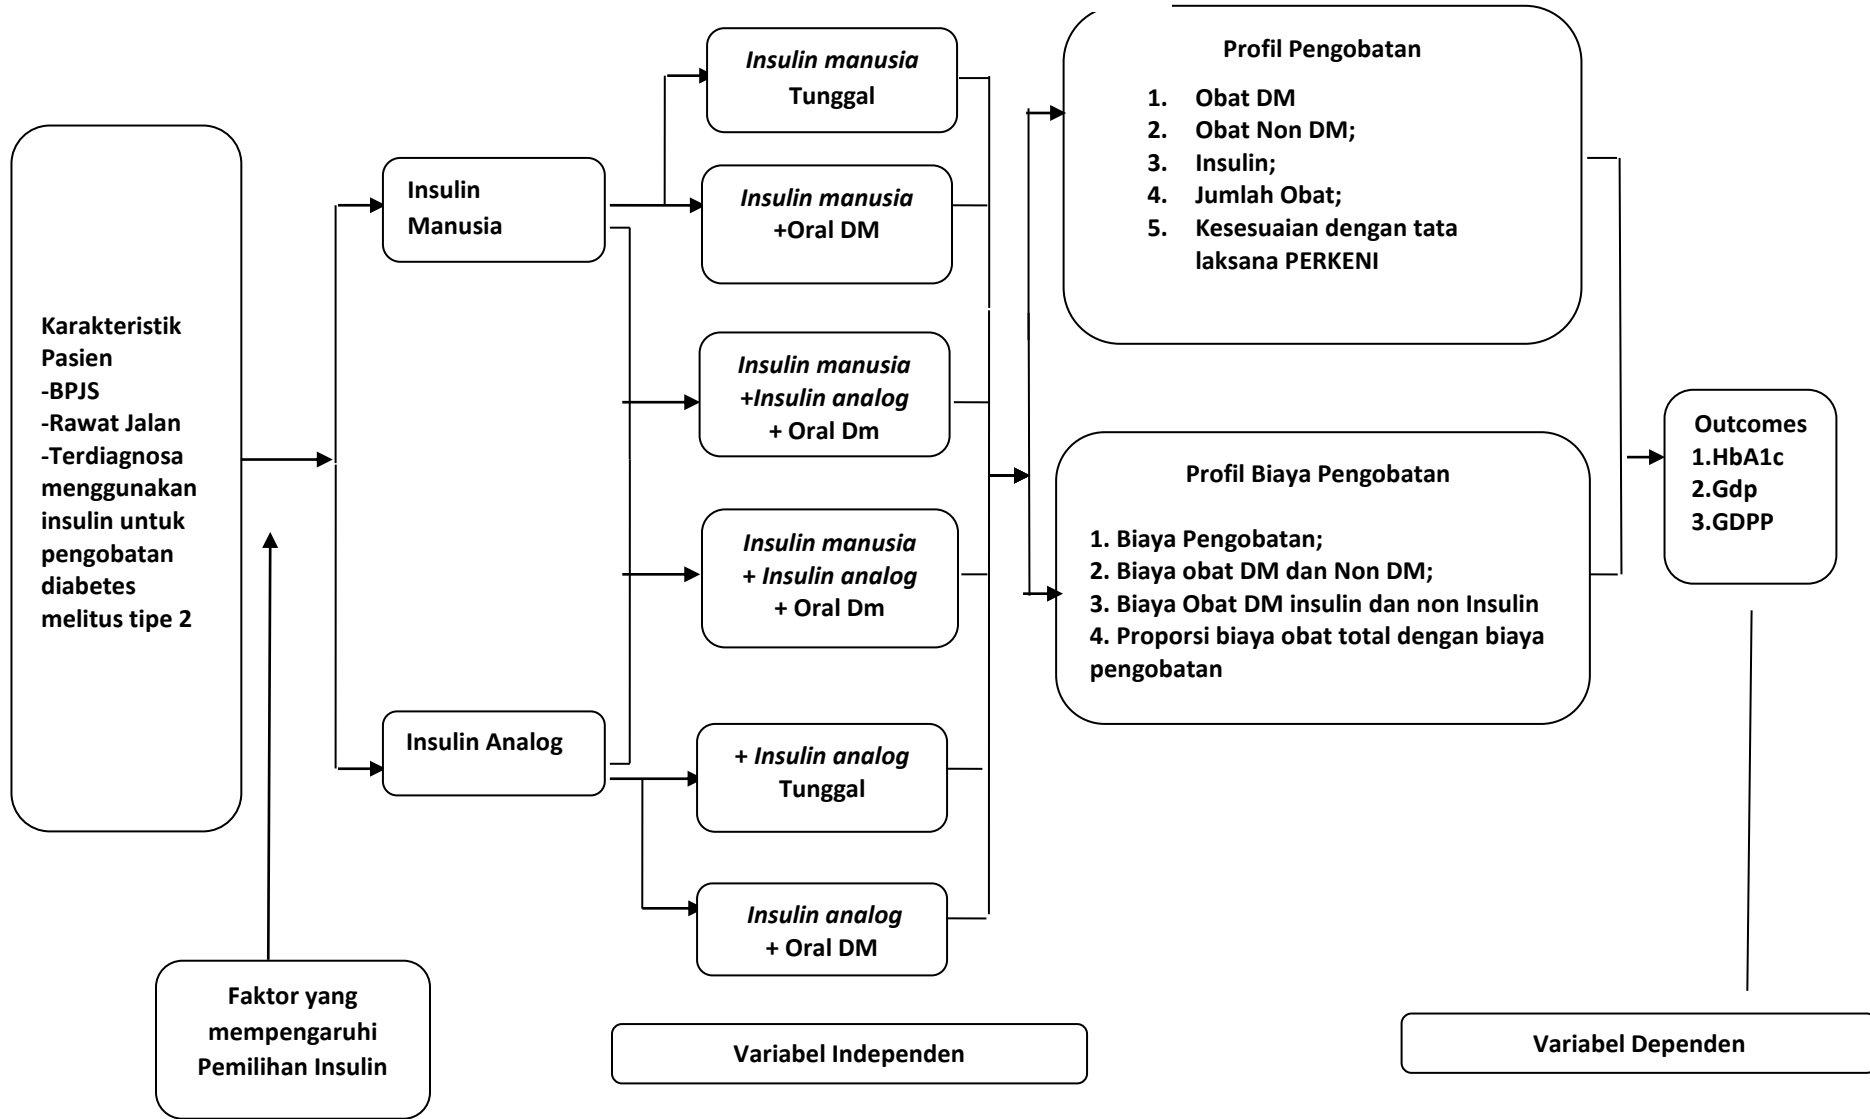 Karakteristik
Pasien
-BPJS
-Rawat Jalan
-Terdiagnosa
menggunakan
insulin untuk
pengobatan
diabetes
melitus tipe 2
Faktor yang
mempengaruhi
Pemilihan Insulin
Insulin
Manusia
Insulin Analog
Insulin manusia
Tunggal
Insulin manusia
+Oral DM
Insulin manusia
+Insulin analog
+ Oral Dm
Insulin manusia
+ Insulin analog
+ Oral Dm
+ Insulin analog
Tunggal
Insulin analog
+ Oral DM
Variabel Independen
Profil Pengobatan
1. Obat DM
2. Obat Non DM;
3. Insulin;
4. Jumlah Obat;
5. Kesesuaian dengan tata
laksana PERKENI
Profil Biaya Pengobatan
1. Biaya Pengobatan;
2. Biaya obat DM dan Non DM;
3. Biaya Obat DM insulin dan non Insulin
4. Proporsi biaya obat total dengan biaya
pengobatan
Outcomes
1.HbA1c
2.Gdp
3.GDPP
Variabel Dependen